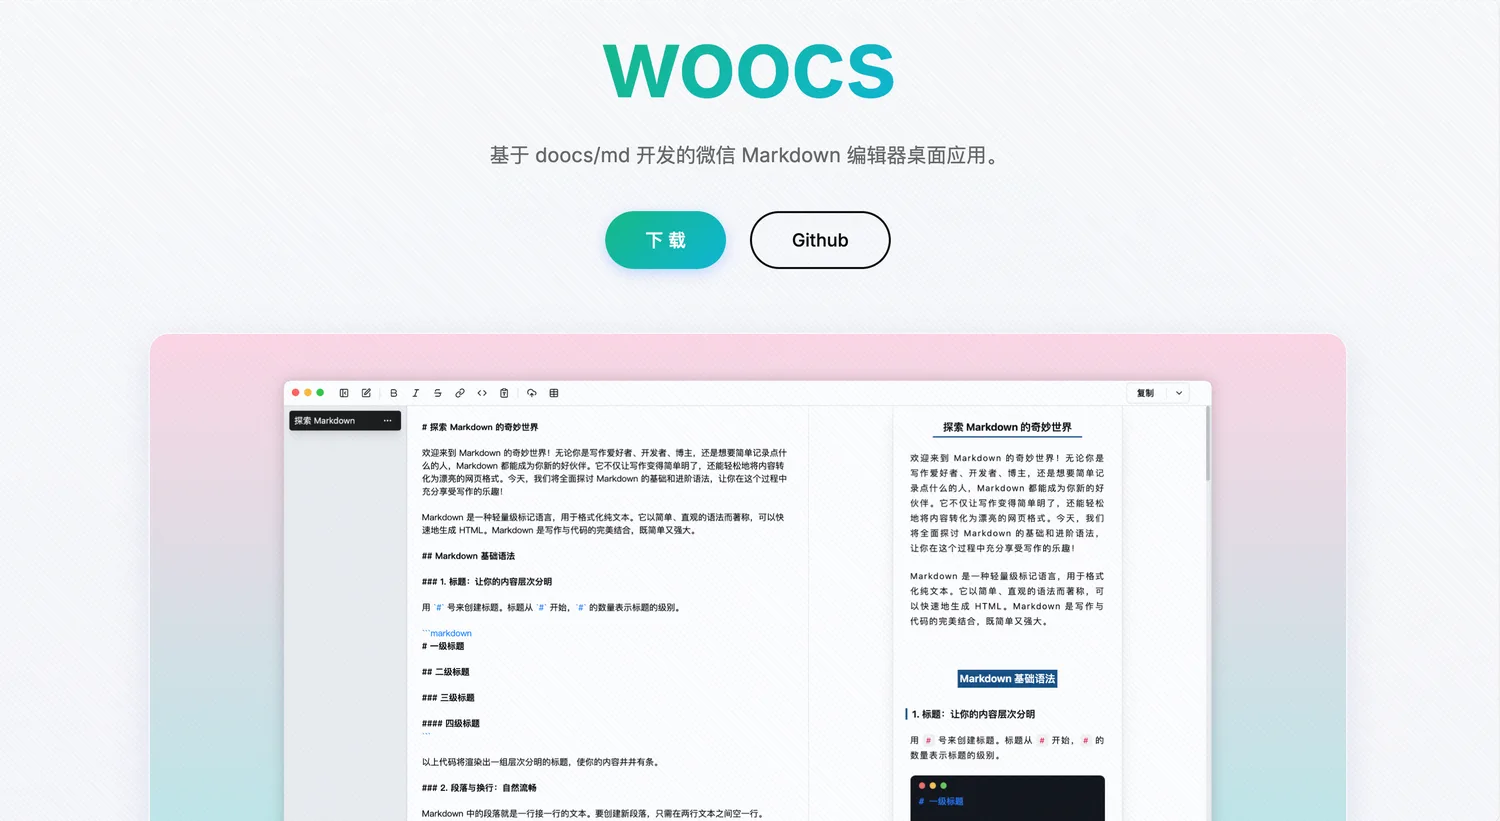 WOOCS
基于 doocs/md 开发的微信 Markdown 编辑器桌面应用。
下 载
Github
复制
探索 Markdown
# 探索 Markdown 的奇妙世界
欢迎来到 Markdown 的奇妙世界！无论你是写作爱好者、开发者、博主，还是想要简单记录点什
么的人，Markdown 都能成为你新的好伙伴。它不仅让写作变得简单明了，还能轻松地将内容转
化为漂亮的网页格式。今天，我们将全面探讨 Markdown 的基础和进阶语法，让你在这个过程中
充分享受写作的乐趣！
Markdown 是一种轻量级标记语言，用于格式化纯文本。它以简单、直观的语法而著称，可以快
速地生成 HTML。Markdown 是写作与代码的完美结合，既简单又强大。
## Markdown 基础语法
### 1. 标题：让你的内容层次分明
用 `#` 号来创建标题。标题从 `#` 开始，`#` 的数量表示标题的级别。
```markdown
# 一级标题
## 二级标题
### 三级标题
#### 四级标题
```
以上代码将渲染出一组层次分明的标题，使你的内容井井有条。
### 2. 段落与换行：自然流畅
Markdown 中的段落就是一行接一行的文本。要创建新段落，只需在两行文本之间空一行。
探索 Markdown 的奇妙世界
欢迎来到 Markdown 的奇妙世界！无论你是
写作爱好者、开发者、博主，还是想要简单记
录点什么的人，Markdown 都能成为你新的好
伙伴。它不仅让写作变得简单明了，还能轻松
地将内容转化为漂亮的网页格式。今天，我们
将全面探讨 Markdown 的基础和进阶语法，
让你在这个过程中充分享受写作的乐趣！
Markdown 是一种轻量级标记语言，用于格式
化纯文本。它以简单、直观的语法而著称，可
以快速地生成 HTML。Markdown 是写作与
代码的完美结合，既简单又强大。
Markdown 基础语法
1. 标题：让你的内容层次分明
用 # 号来创建标题。标题从 # 开始，# 的
数量表示标题的级别。
# 一级标题